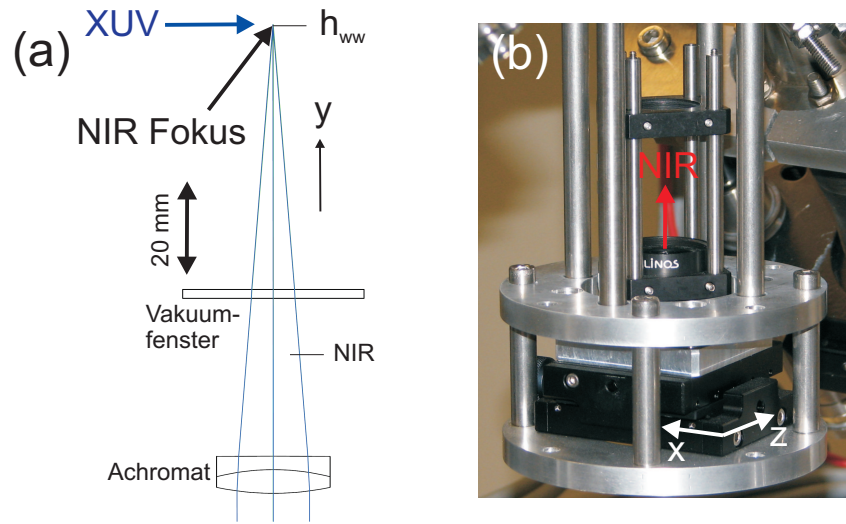 (a)
XUV
h_ww
NIR Fokus
y
20 mm
Vakuum-
fenster
NIR
Achromat
(b)
NIR
LINOS
x
z